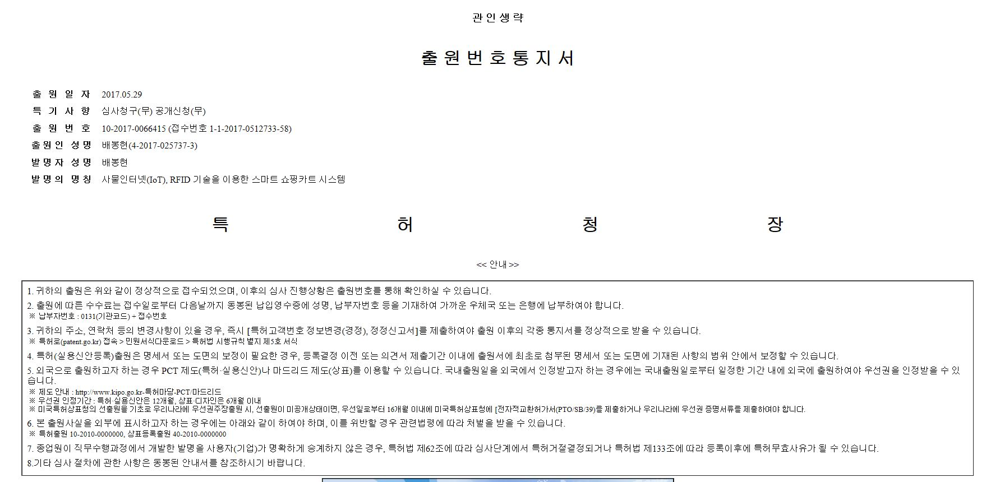 관 인 생 략
출 원 번 호 통 지 서
출 원 일 자 2017.05.29
특 기 사 항 심사청구(무) 공개신청(무)
출 원 번 호 10-2017-0066415 (접수번호 1-1-2017-0512733-58)
출 원 인 성 명 배봉현(4-2017-025737-3)
발 명 자 성 명 배봉현
발 명 의 명 칭 사물인터넷(IoT), RFID 기술을 이용한 스마트 쇼핑카트 시스템
특 허 청 장
<< 안내 >>
1. 귀하의 출원은 위와 같이 정상적으로 접수되었으며, 이후의 심사 진행상황은 출원번호를 통해 확인하실 수 있습니다.
2. 출원에 따른 수수료는 접수일로부터 다음날까지 동봉된 납입영수증에 성명, 납부자번호 등을 기재하여 가까운 우체국 또는 은행에 납부하여야 합니다.
※ 납부자번호 : 0131(기관코드) + 접수번호
3. 귀하의 주소, 연락처 등의 변경사항이 있을 경우, 즉시 [특허고객번호 정보변경(경정), 정정신고서]를 제출하여야 출원 이후의 각종 통지서를 정상적으로 받을 수 있습니다.
※ 특허로(patent.go.kr) 접속 > 민원서식다운로드 > 특허법 시행규칙 별지 제5호 서식
4. 특허(실용신안등록)출원은 명세서 또는 도면의 보정이 필요한 경우, 등록결정 이전 또는 의견서 제출기간 이내에 출원서에 최초로 첨부된 명세서 또는 도면에 기재된 사항의 범위 안에서 보정할 수 있습니다.
5. 외국으로 출원하고자 하는 경우 PCT 제도(특허·실용신안)나 마드리드 제도(상표)를 이용할 수 있습니다. 국내출원일을 외국에서 인정받고자 하는 경우에는 국내출원일로부터 일정한 기간 내에 외국에 출원하여야 우선권을 인정받을 수 있
습니다.
※ 제도 안내 : http://www.kipo.go.kr-특허마당-PCT/마드리드
※ 우선권 인정기간 : 특허·실용신안은 12개월, 상표·디자인은 6개월 이내
※ 미국특허상표청의 선출원을 기초로 우리나라에 우선권주장출원 시, 선출원이 미공개상태이면, 우선일로부터 16개월 이내에 미국특허상표청에 [전자적교환허가서(PTO/SB/39)를 제출하거나 우리나라에 우선권 증명서류를 제출하여야 합니다.
6. 본 출원사실을 외부에 표시하고자 하는 경우에는 아래와 같이 하여야 하며, 이를 위반할 경우 관련법령에 따라 처벌을 받을 수 있습니다.
※ 특허출원 10-2010-0000000, 상표등록출원 40-2010-0000000
7. 종업원이 직무수행과정에서 개발한 발명을 사용자(기업)가 명확하게 승계하지 않은 경우, 특허법 제62조에 따라 심사단계에서 특허거절결정되거나 특허법 제133조에 따라 등록이후에 특허무효사유가 될 수 있습니다.
8.기타 심사 절차에 관한 사항은 동봉된 안내서를 참조하시기 바랍니다.